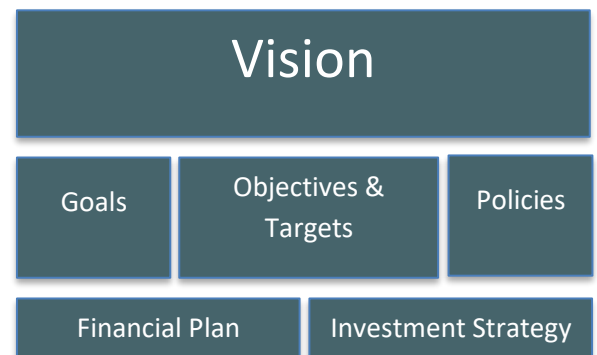 Vision
Goals
Objectives &
Targets
Policies
Financial Plan
Investment Strategy